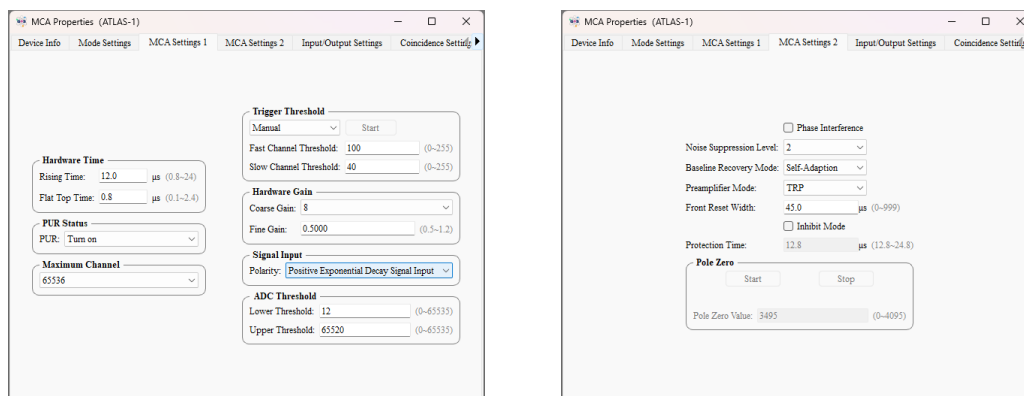 MCA Properties (ATLAS-1)
Device Info Mode Settings MCA Settings 1 MCA Settings 2 Input/Output Settings Coincidence Setting
Trigger Threshold
Manual Start
Fast Channel Threshold: 100 (0~255)
Slow Channel Threshold: 40 (0~255)
Hardware Time
Rising Time: 12.0 μs (0.8~24)
Flat Top Time: 0.8 μs (0.1~2.4)
Hardware Gain
Coarse Gain: 8
Fine Gain: 0.5000 (0.5~1.2)
PUR Status
PUR: Turn on
Signal Input
Polarity: Positive Exponential Decay Signal Input
Maximum Channel
65536
ADC Threshold
Lower Threshold: 12 (0~65535)
Upper Threshold: 65520 (0~65535)
MCA Properties (ATLAS-1)
Device Info Mode Settings MCA Settings 1 MCA Settings 2 Input/Output Settings Coincidence Setting
Phase Interference
Noise Suppression Level: 2
Baseline Recovery Mode: Self-Adaption
Preamplifier Mode: TRP
Front Reset Width: 45.0 μs (0~999)
Inhibit Mode
Protection Time: 12.8 μs (12.8~24.8)
Pole Zero
Start Stop
Pole Zero Value: 3495 (0~4095)